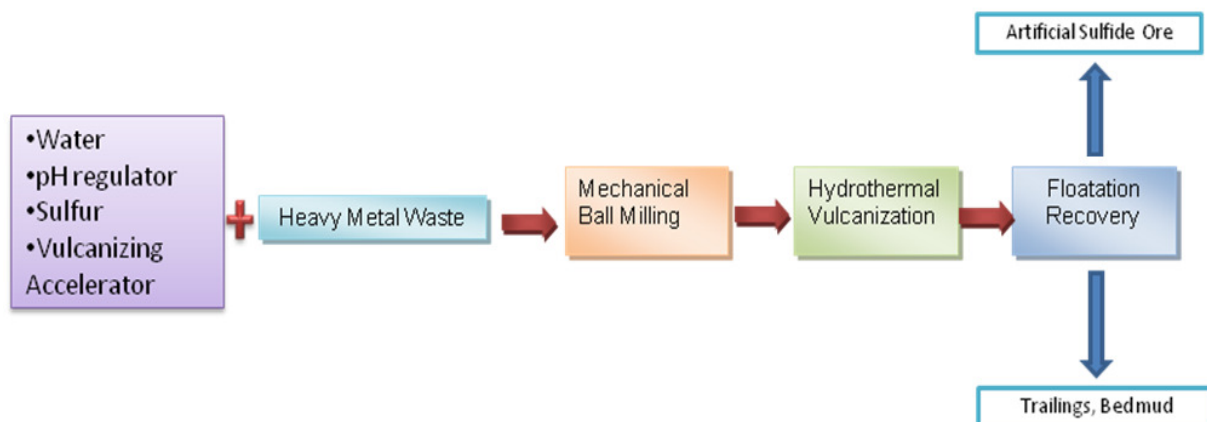 Artificial Sulfide Ore
•Water
•pH regulator
•Sulfur
•Vulcanizing
Accelerator
Heavy Metal Waste
Mechanical
Ball Milling
Hydrothermal
Vulcanization
Floatation
Recovery
Trailings, Bedmud